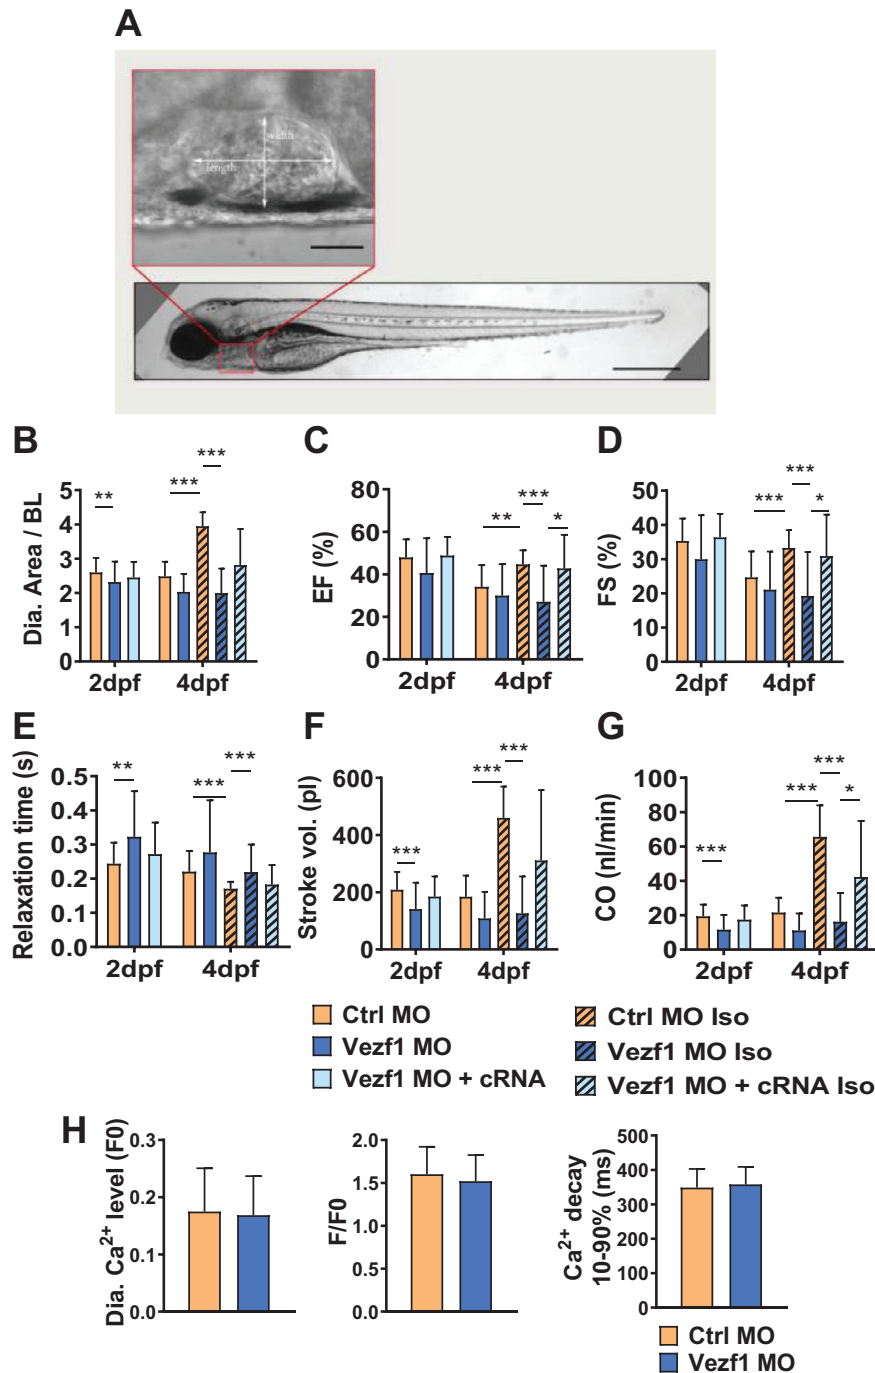 A
width
length
B
C
D
Dia. Area / BL
5
4
3
2
1
0
**
***
***
2dpf
4dpf
EF (%)
80
60
40
20
0
**
***
*
2dpf
4dpf
FS (%)
50
40
30
20
10
0
***
***
*
2dpf
4dpf
E
F
G
Relaxation time (s)
0.5
0.4
0.3
0.2
0.1
0.0
**
***
***
2dpf
4dpf
Stroke vol. (pl)
600
400
200
0
***
***
***
2dpf
4dpf
CO (nl/min)
100
80
60
40
20
0
***
***
***
*
2dpf
4dpf
Ctrl MO
Vezf1 MO
Vezf1 MO + cRNA
Ctrl MO Iso
Vezf1 MO Iso
Vezf1 MO + cRNA Iso
H
Dia. Ca²⁺ level (F0)
0.3
0.2
0.1
0.0
F/F0
2.0
1.5
1.0
0.5
0.0
Ca²⁺ decay
10-90% (ms)
500
400
300
200
100
0
Ctrl MO
Vezf1 MO